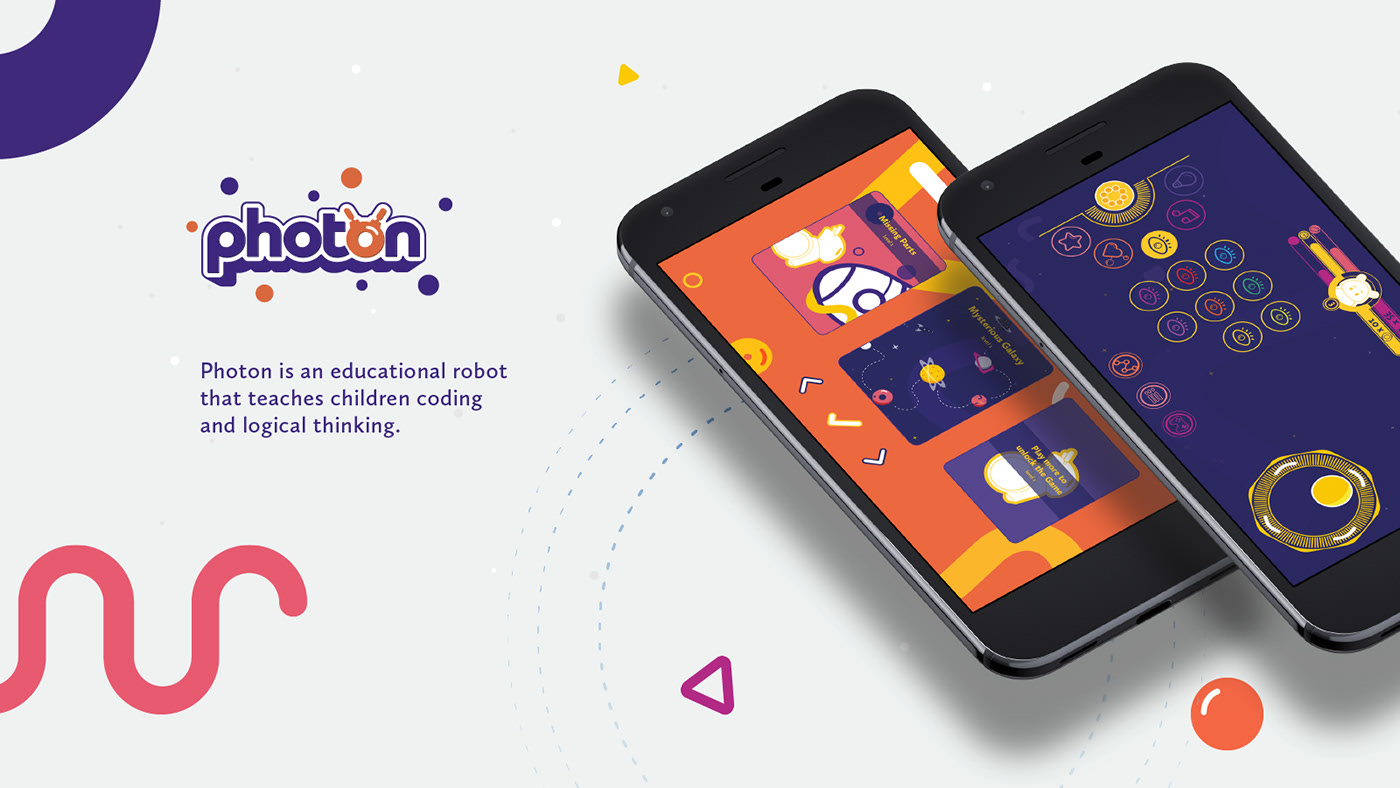 photon
Photon is an educational robot
that teaches children coding
and logical thinking.
Missing Parts
Mysterious Galaxy
Play more to
unlock the Game
10 x